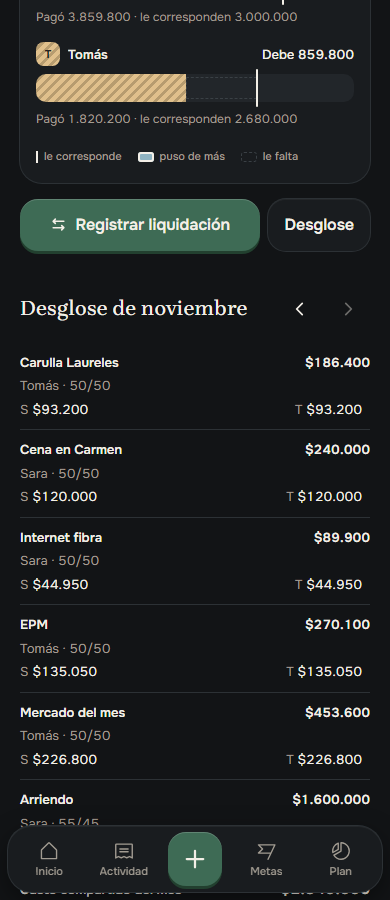 Pagó 3.859.800 · le corresponden 3.000.000
T Tomás Debe 859.800
Pagó 1.820.200 · le corresponden 2.680.000
le corresponde puso de más le falta
Registrar liquidación Desglose
Desglose de noviembre
Carulla Laureles $186.400
Tomás · 50/50
S $93.200 T $93.200
Cena en Carmen $240.000
Sara · 50/50
S $120.000 T $120.000
Internet fibra $89.900
Sara · 50/50
S $44.950 T $44.950
EPM $270.100
Tomás · 50/50
S $135.050 T $135.050
Mercado del mes $453.600
Tomás · 50/50
S $226.800 T $226.800
Arriendo $1.600.000
Sara · 55/45
Inicio Actividad Metas Plan